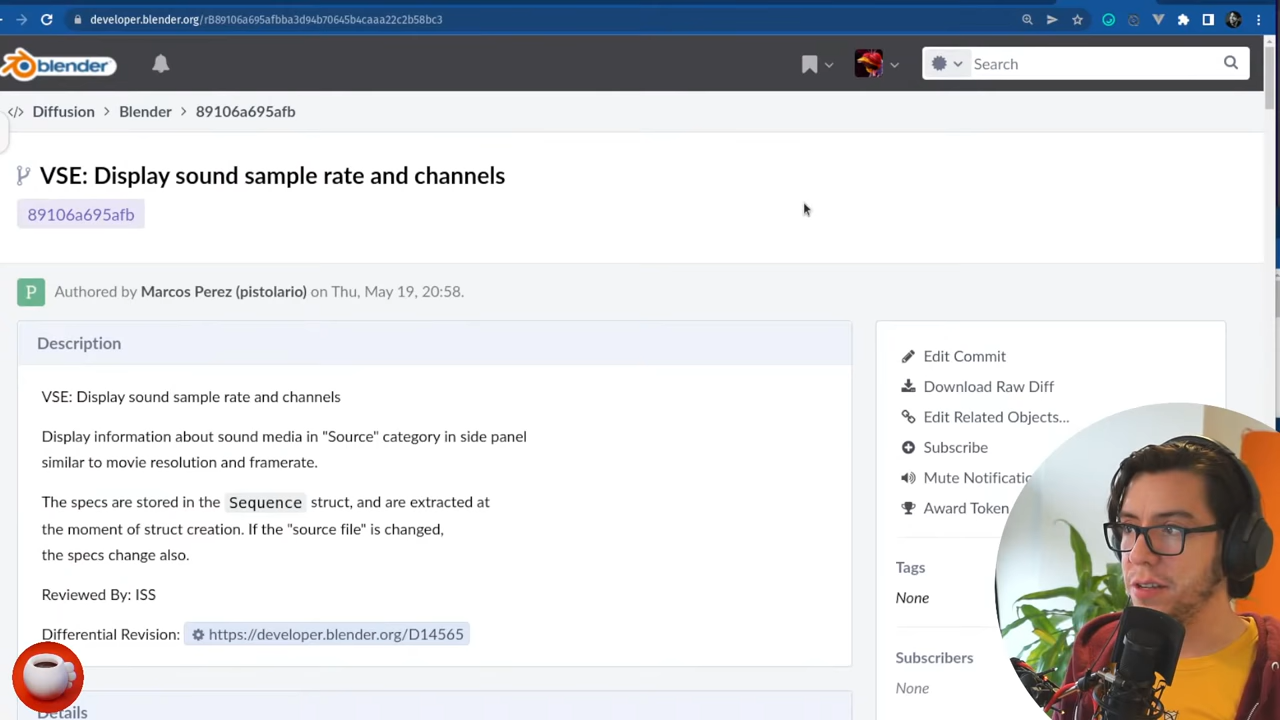 developer.blender.org/rB89106a695afbba3d94b70645b4caaa22c2b58bc3
blender
Search
Diffusion > Blender > 89106a695afb
VSE: Display sound sample rate and channels
89106a695afb
P
Authored by Marcos Perez (pistolario) on Thu, May 19, 20:58.
Description
VSE: Display sound sample rate and channels
Display information about sound media in "Source" category in side panel
similar to movie resolution and framerate.
The specs are stored in the Sequence struct, and are extracted at
the moment of struct creation. If the "source file" is changed,
the specs change also.
Reviewed By: ISS
Differential Revision: https://developer.blender.org/D14565
Details
Edit Commit
Download Raw Diff
Edit Related Objects...
Subscribe
Mute Notificatio
Award Token
Tags
None
Subscribers
None